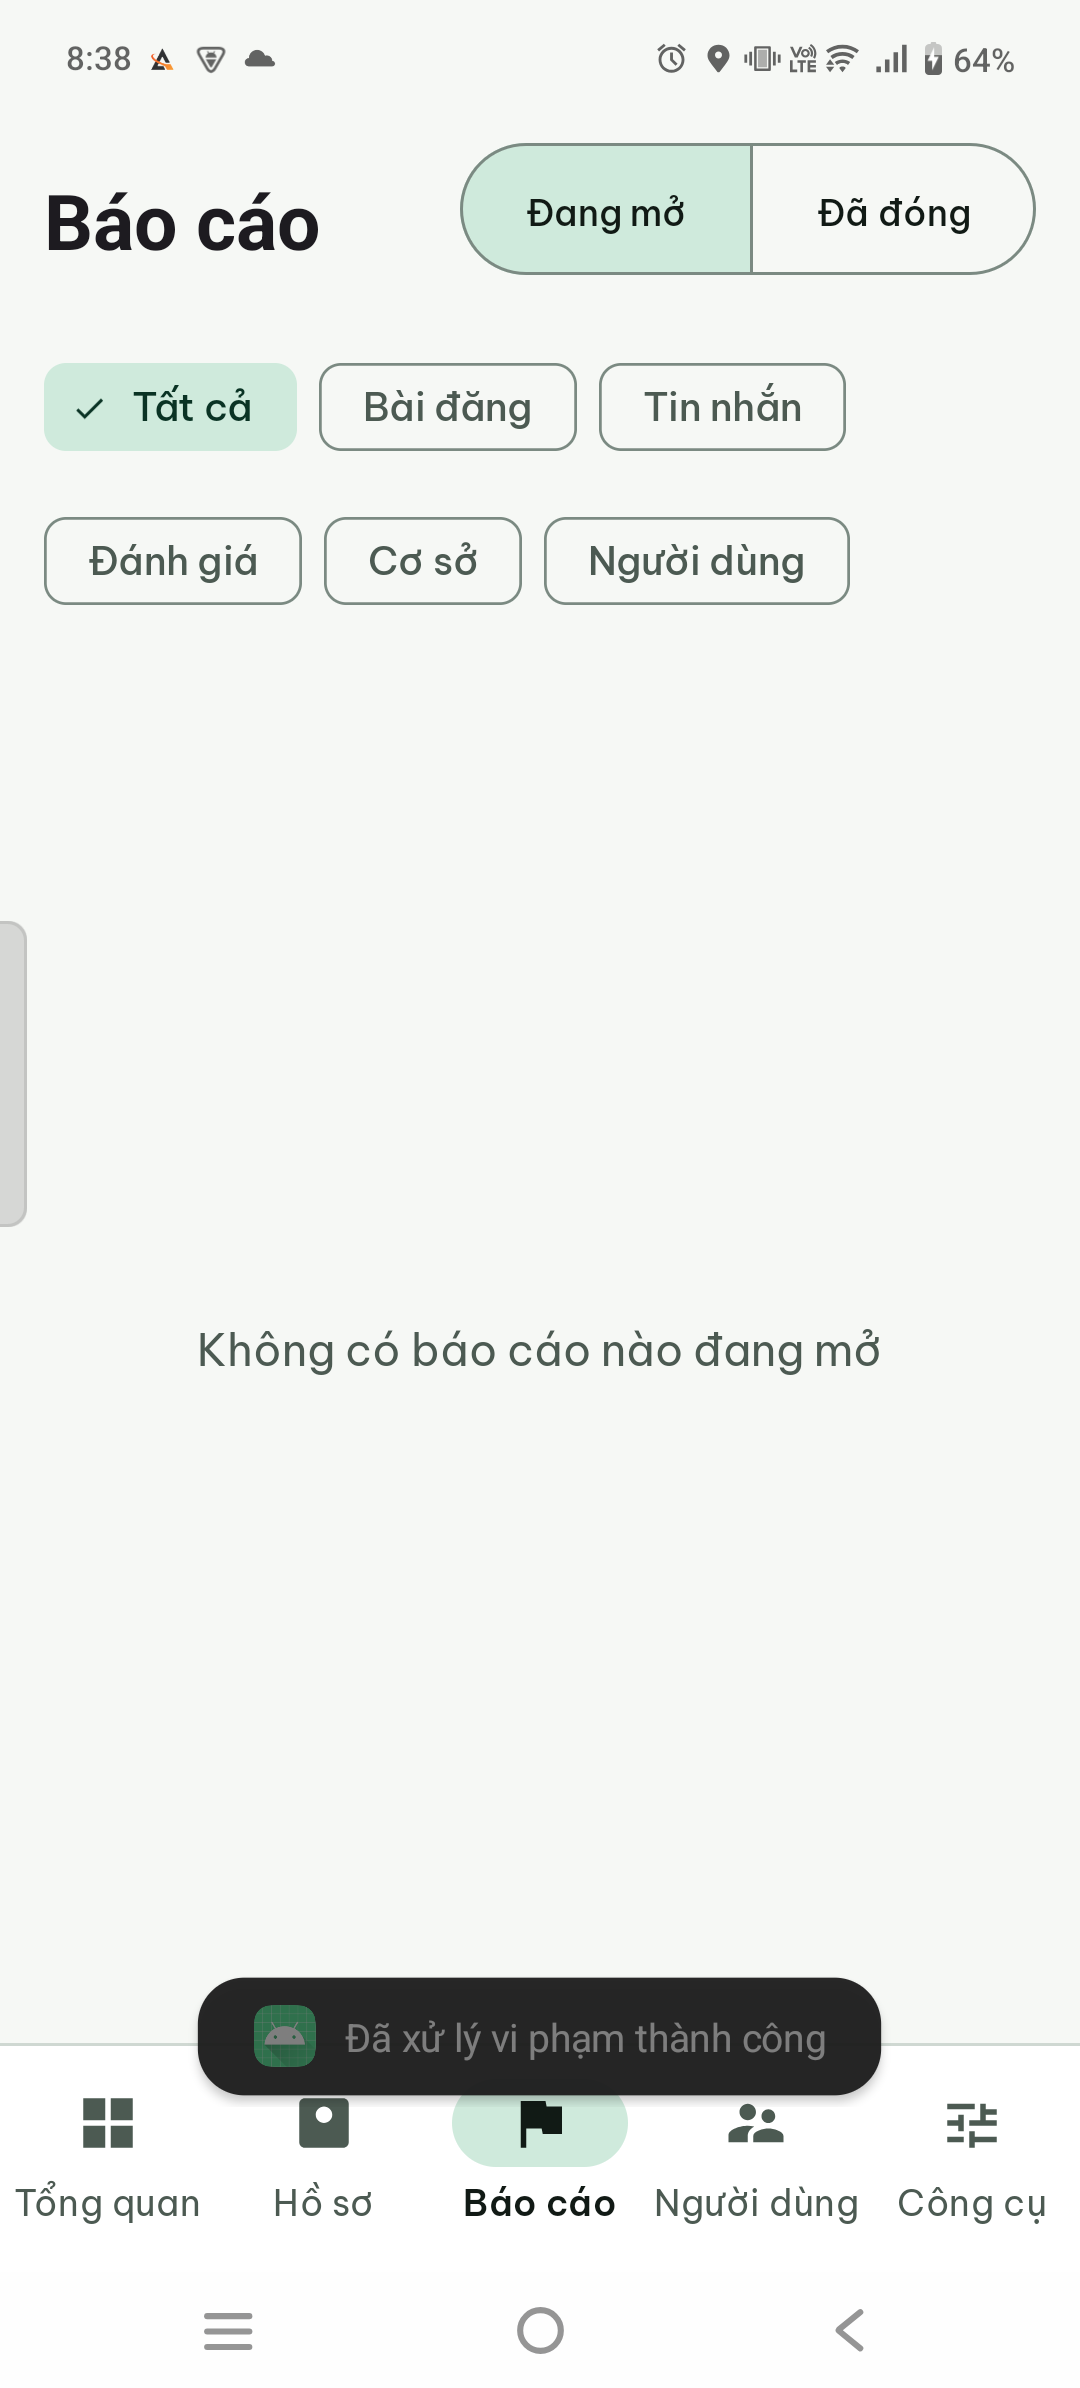 8:38 VoLTE 64%
Báo cáo Đang mở Đã đóng
Tất cả Bài đăng Tin nhắn
Đánh giá Cơ sở Người dùng
Không có báo cáo nào đang mở
Đã xử lý vi phạm thành công
Tổng quan Hồ sơ Báo cáo Người dùng Công cụ